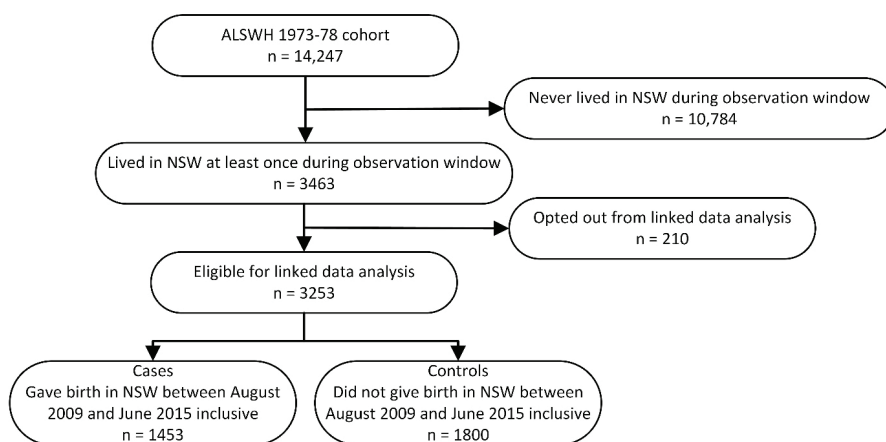 ALSWH 1973-78 cohort
n = 14,247
Never lived in NSW during observation window
n = 10,784
Lived in NSW at least once during observation window
n = 3463
Opted out from linked data analysis
n = 210
Eligible for linked data analysis
n = 3253
Cases
Gave birth in NSW between August
2009 and June 2015 inclusive
n = 1453
Controls
Did not give birth in NSW between
August 2009 and June 2015 inclusive
n = 1800